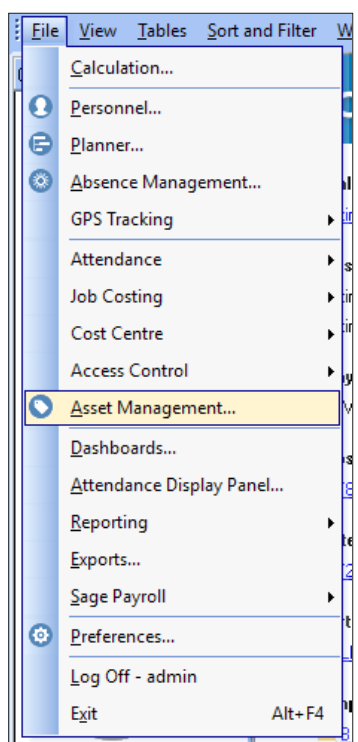 File View Tables Sort and Filter W
Calculation...
Personnel...
Planner...
Absence Management...
GPS Tracking
Attendance
Job Costing
Cost Centre
Access Control
Asset Management...
Dashboards...
Attendance Display Panel...
Reporting
Exports...
Sage Payroll
Preferences...
Log Off - admin
Exit Alt+F4